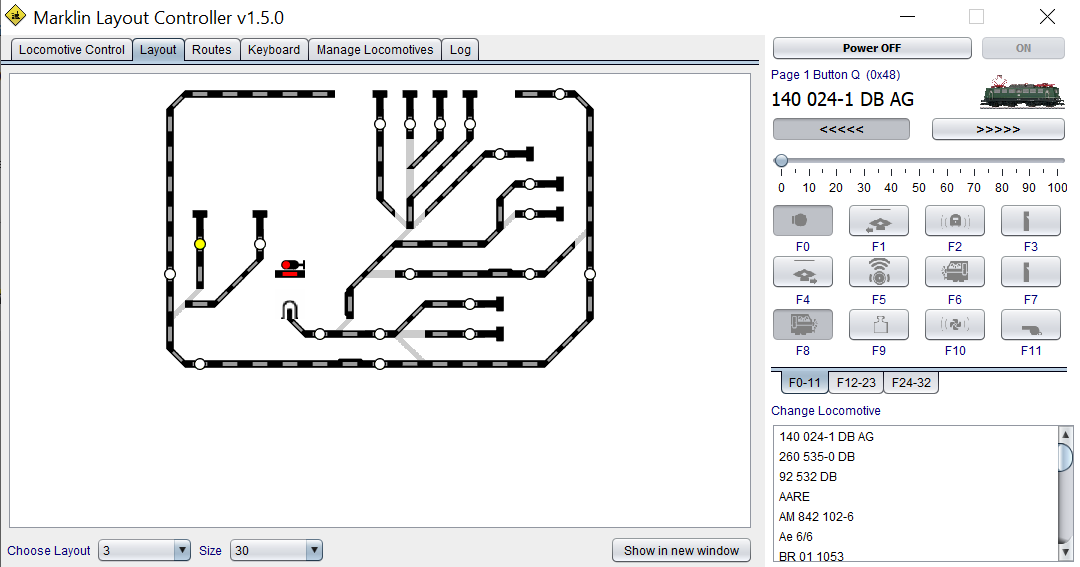 Marklin Layout Controller v1.5.0
Locomotive Control Layout Routes Keyboard Manage Locomotives Log
Power OFF ON
Page 1 Button Q (0x48)
140 024-1 DB AG
<<<<< >>>>>
0 10 20 30 40 50 60 70 80 90 100
F0 F1 F2 F3
F4 F5 F6 F7
F8 F9 F10 F11
F0-11 F12-23 F24-32
Change Locomotive
140 024-1 DB AG
260 535-0 DB
92 532 DB
AARE
AM 842 102-6
Ae 6/6
BR 01 1053
Choose Layout 3 Size 30 Show in new window